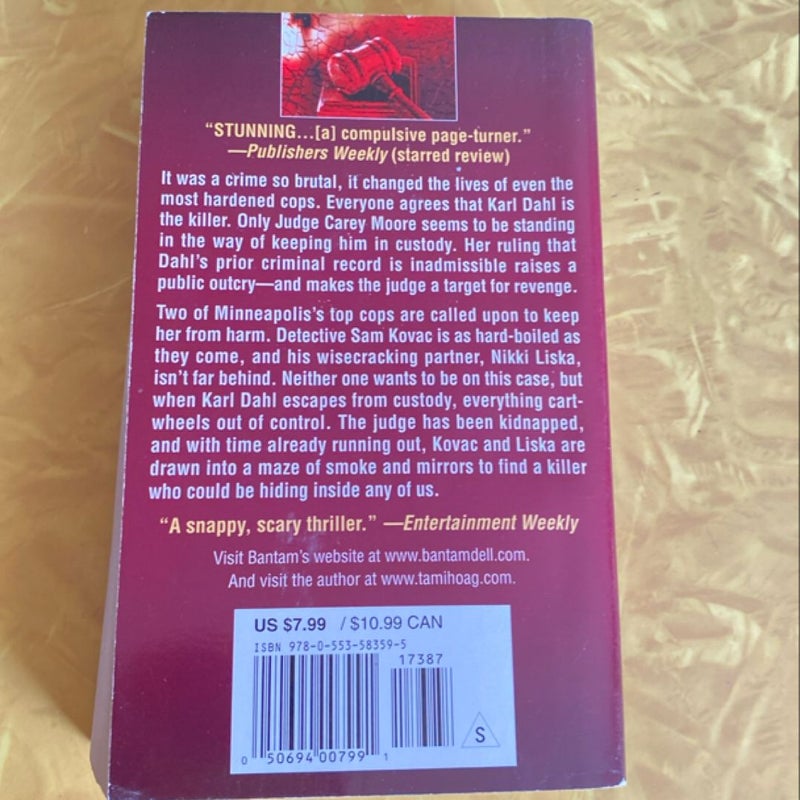 “STUNNING...[a] compulsive page-turner.”
—Publishers Weekly (starred review)
It was a crime so brutal, it changed the lives of even the
most hardened cops. Everyone agrees that Karl Dahl is
the killer. Only Judge Carey Moore seems to be standing
in the way of keeping him in custody. Her ruling that
Dahl’s prior criminal record is inadmissible raises a
public outcry—and makes the judge a target for revenge.
Two of Minneapolis’s top cops are called upon to keep
her from harm. Detective Sam Kovac is as hard-boiled as
they come, and his wisecracking partner, Nikki Liska,
isn’t far behind. Neither one wants to be on this case, but
when Karl Dahl escapes from custody, everything cart-
wheels out of control. The judge has been kidnapped,
and with time already running out, Kovac and Liska are
drawn into a maze of smoke and mirrors to find a killer
who could be hiding inside any of us.
“A snappy, scary thriller.” —Entertainment Weekly
Visit Bantam’s website at www.bantamdell.com.
And visit the author at www.tamihoag.com.
US $7.99 / $10.99 CAN
ISBN 978-0-553-58359-5
17387
S
0 50694 00799 1